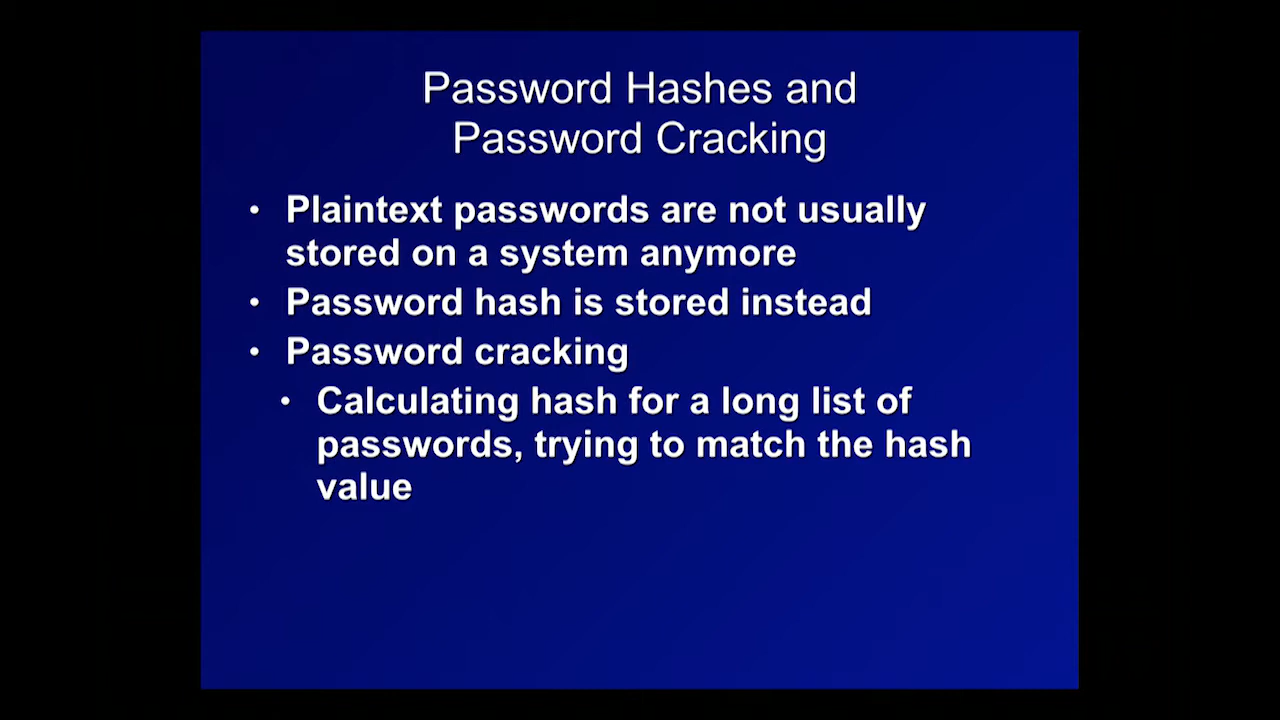 Password Hashes and
Password Cracking
• Plaintext passwords are not usually
stored on a system anymore
• Password hash is stored instead
• Password cracking
• Calculating hash for a long list of
passwords, trying to match the hash
value